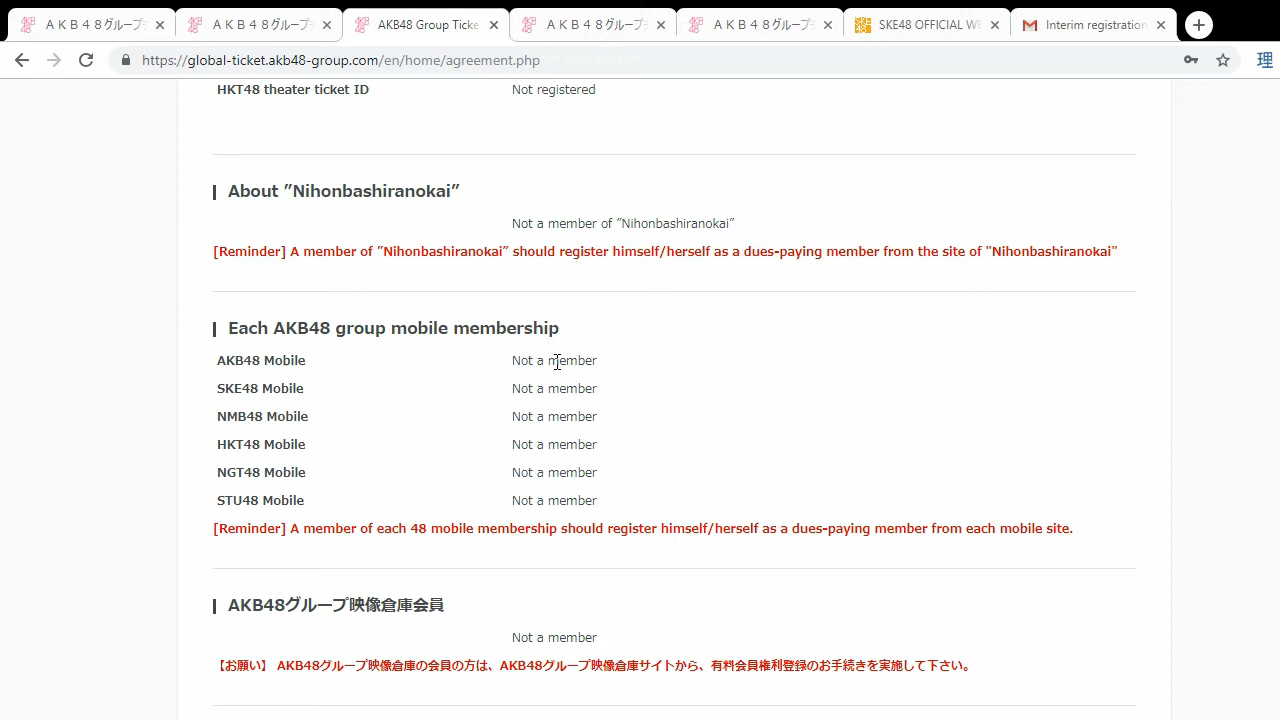 ＡＫＢ４８グループ
ＡＫＢ４８グループ
AKB48 Group Ticke
ＡＫＢ４８グループ
ＡＫＢ４８グループ
SKE48 OFFICIAL WE
Interim registration
https://global-ticket.akb48-group.com/en/home/agreement.php
理
HKT48 theater ticket ID Not registered
About ”Nihonbashiranokai”
Not a member of ”Nihonbashiranokai”
[Reminder] A member of ”Nihonbashiranokai” should register himself/herself as a dues-paying member from the site of "Nihonbashiranokai"
Each AKB48 group mobile membership
AKB48 Mobile Not a member
SKE48 Mobile Not a member
NMB48 Mobile Not a member
HKT48 Mobile Not a member
NGT48 Mobile Not a member
STU48 Mobile Not a member
[Reminder] A member of each 48 mobile membership should register himself/herself as a dues-paying member from each mobile site.
AKB48グループ映像倉庫会員
Not a member
【お願い】 AKB48グループ映像倉庫の会員の方は、AKB48グループ映像倉庫サイトから、有料会員権利登録のお手続きを実施して下さい。